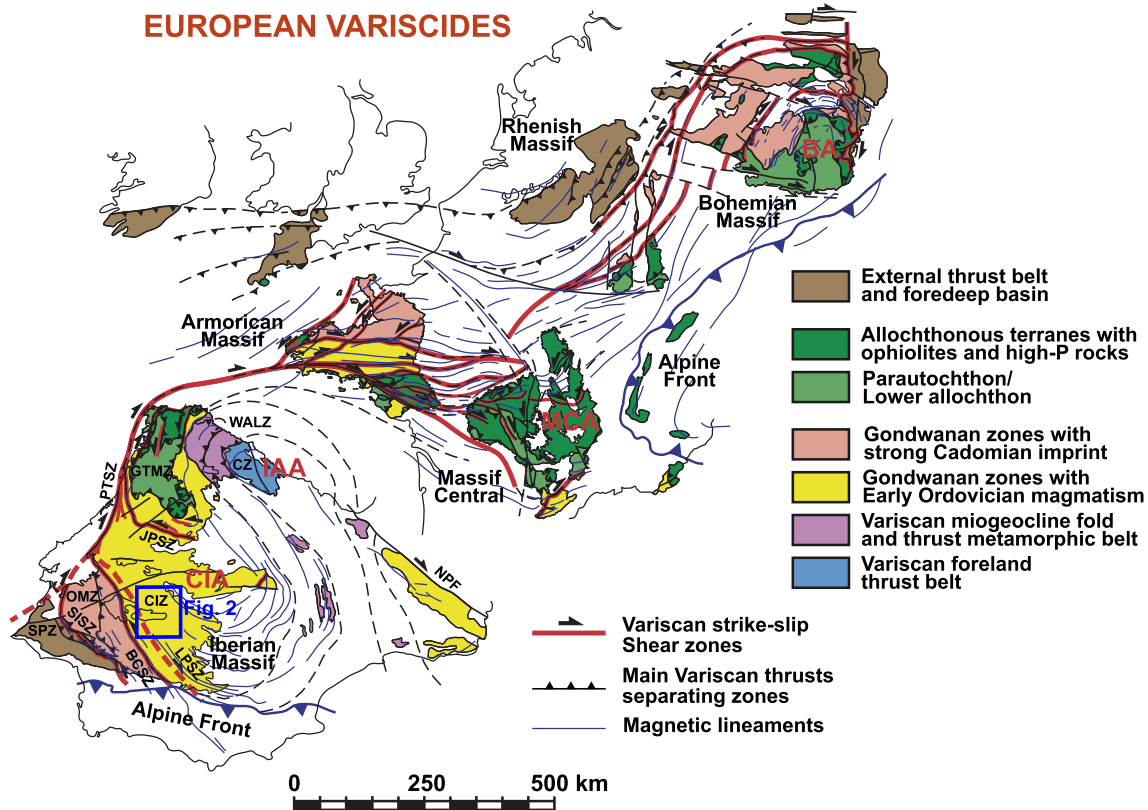 EUROPEAN VARISCIDES
Rhenish
Massif
BA
Bohemian
Massif
Armorican
Massif
Alpine
Front
MCA
Massif
Central
WALZ
CZ
IAA
GTMZ
PTSZ
JPSZ
CIA
NPF
OMZ
CIZ
Fig. 2
SISZ
SPZ
BCSZ
LPSZ
Iberian
Massif
Alpine Front
External thrust belt
and foredeep basin
Allochthonous terranes with
ophiolites and high-P rocks
Parautochthon/
Lower allochthon
Gondwanan zones with
strong Cadomian imprint
Gondwanan zones with
Early Ordovician magmatism
Variscan miogeocline fold
and thrust metamorphic belt
Variscan foreland
thrust belt
Variscan strike-slip
Shear zones
Main Variscan thrusts
separating zones
Magnetic lineaments
0 250 500 km